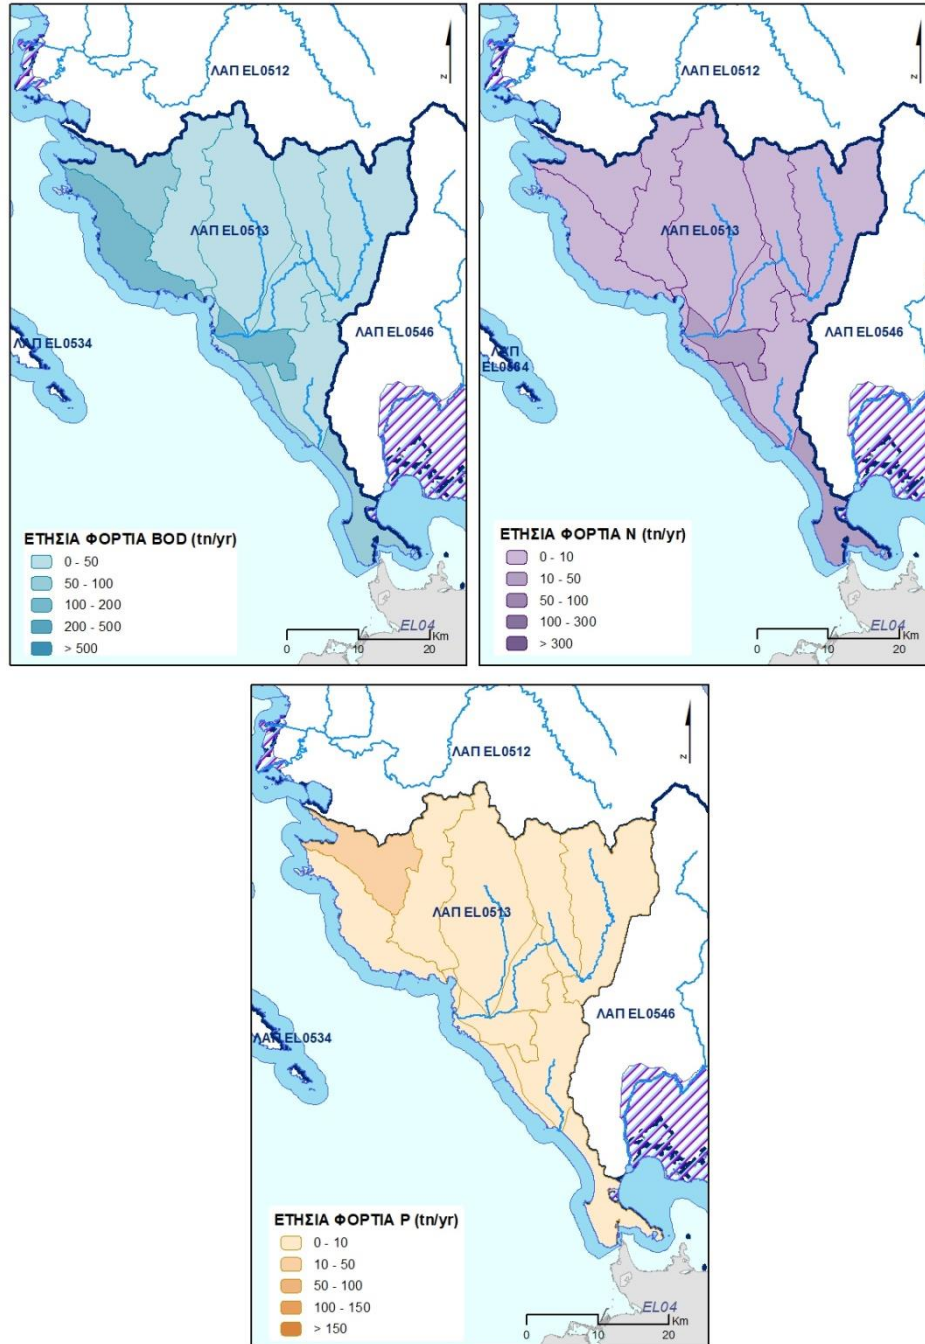 ΛΑΠ EL0512
ΛΑΠ EL0513
ΛΑΠ EL0534
ΛΑΠ EL0546
ΕΤΗΣΙΑ ΦΟΡΤΙΑ BOD (tn/yr)
0 - 50
50 - 100
100 - 200
200 - 500
> 500
EL04
Km
0 10 20
N
ΛΑΠ EL0512
ΛΑΠ EL0513
ΛΑΠ
EL0534
ΛΑΠ EL0546
ΕΤΗΣΙΑ ΦΟΡΤΙΑ N (tn/yr)
0 - 10
10 - 50
50 - 100
100 - 300
> 300
EL04
Km
0 10 20
N
ΛΑΠ EL0512
ΛΑΠ EL0513
ΛΑΠ EL0534
ΛΑΠ EL0546
ΕΤΗΣΙΑ ΦΟΡΤΙΑ P (tn/yr)
0 - 10
10 - 50
50 - 100
100 - 150
> 150
EL04
Km
0 10 20
N